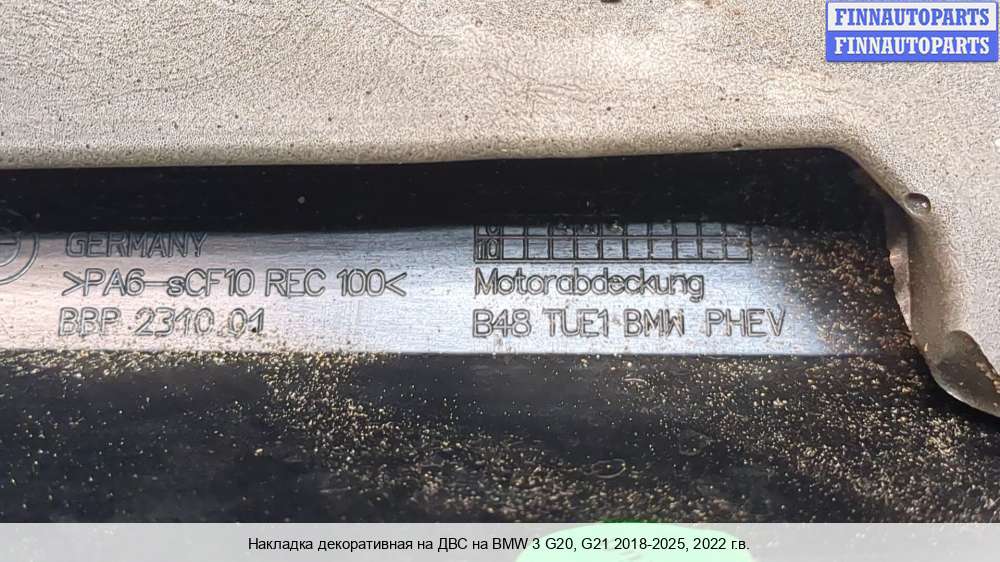 FINNAUTOPARTS
FINNAUTOPARTS
GERMANY
>PA6-sCF10 REC 100<
BBP 2310 01
10
Motorabdeckung
B48 TUE1 BMW PHEV
Накладка декоративная на ДВС на BMW 3 G20, G21 2018-2025, 2022 г.в.